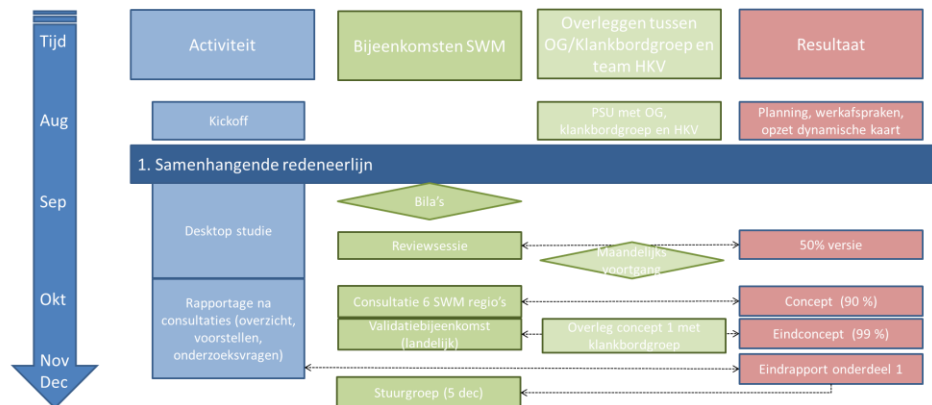 Tijd
Activiteit
Bijeenkomsten SWM
Overleggen tussen
OG/Klankbordgroep en
team HKV
Resultaat
Aug
Kickoff
PSU met OG,
klankbordgroep en HKV
Planning, werkafspraken,
opzet dynamische kaart
1. Samenhangende redeneerlijn
Sep
Bila's
Desktop studie
Reviewsessie
50% versie
Maandelijks
voortgang
Okt
Rapportage na
consultaties (overzicht,
voorstellen,
onderzoeksvragen)
Consultatie 6 SWM regio's
Concept (90 %)
Validatiebijeenkomst
(landelijk)
Overleg concept 1 met
klankbordgroep
Eindconcept (99 %)
Nov
Dec
Eindrapport onderdeel 1
Stuurgroep (5 dec)